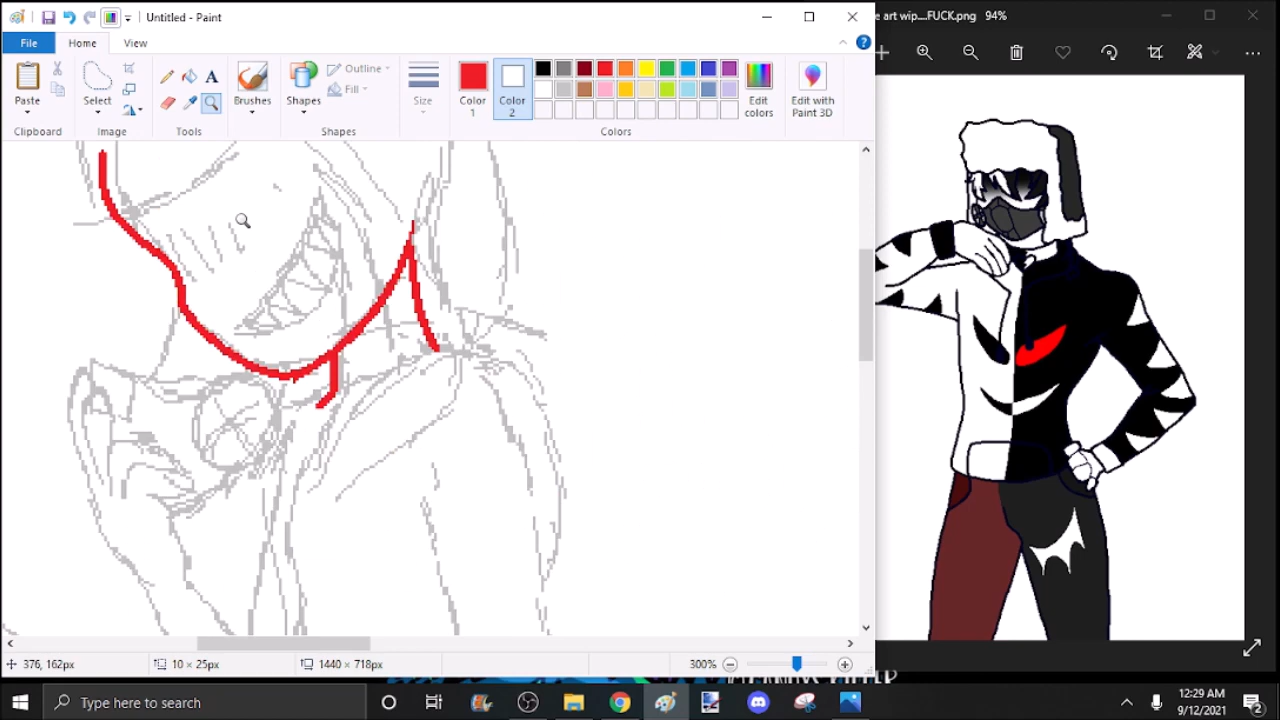 Untitled - Paint
e art wip....FUCK.png 94%
File Home View
Paste
Select
Brushes
Shapes
Outline
Fill
Size
Color 1
Color 2
Edit colors
Edit with Paint 3D
Clipboard Image Tools Shapes Colors
376, 162px
10 × 25px
1440 × 718px
300%
Type here to search
12:29 AM
9/12/2021
2